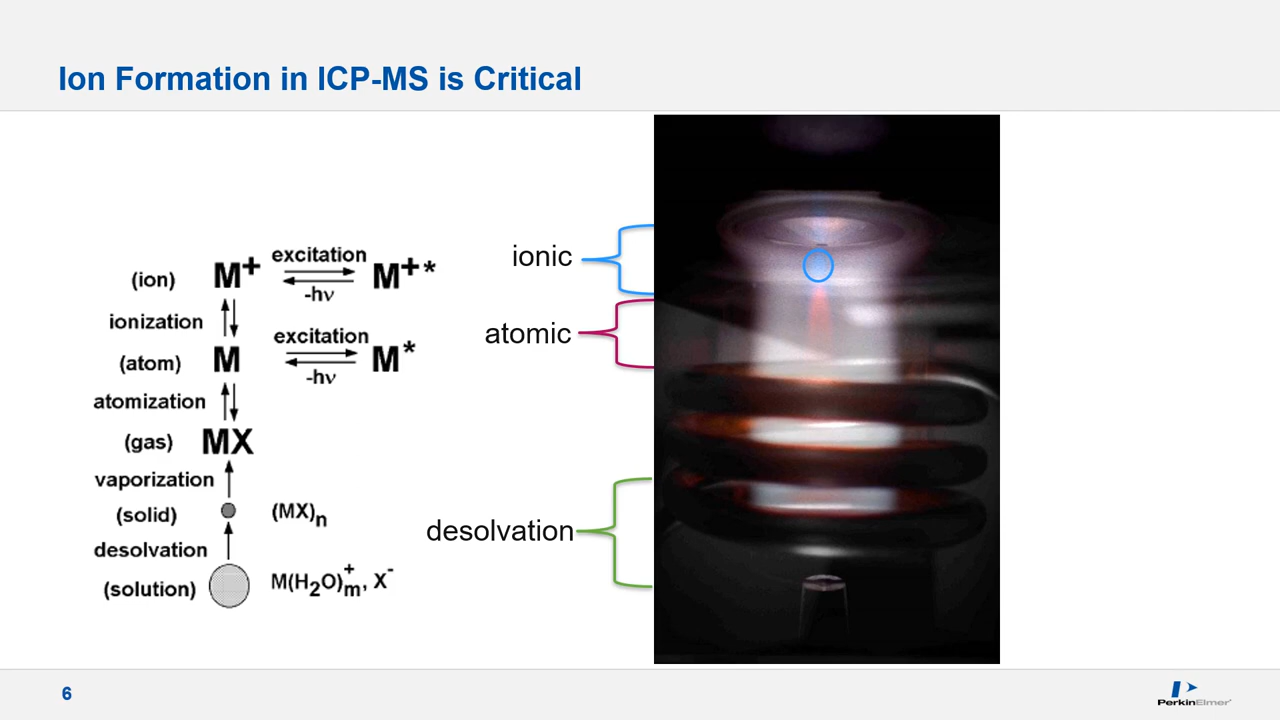 Ion Formation in ICP-MS is Critical
(ion) M+ excitation -hν M+*
ionization
(atom) M excitation -hν M*
atomization
(gas) MX
vaporization
(solid) (MX)n
desolvation
(solution) M(H2O)m+, X-
ionic
atomic
desolvation
6
PerkinElmer